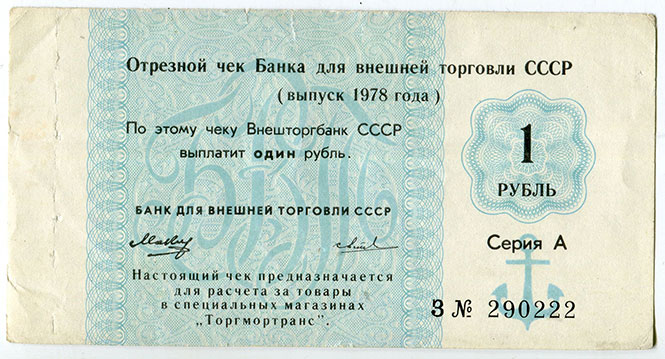 Отрезной чек Банка для внешней торговли СССР
(выпуск 1978 года)
По этому чеку Внешторгбанк СССР
выплатит один рубль.
1
РУБЛЬ
БАНК ДЛЯ ВНЕШНЕЙ ТОРГОВЛИ СССР
Серия А
Настоящий чек предназначается
для расчета за товары
в специальных магазинах
„Торгмортранс".
З № 290222